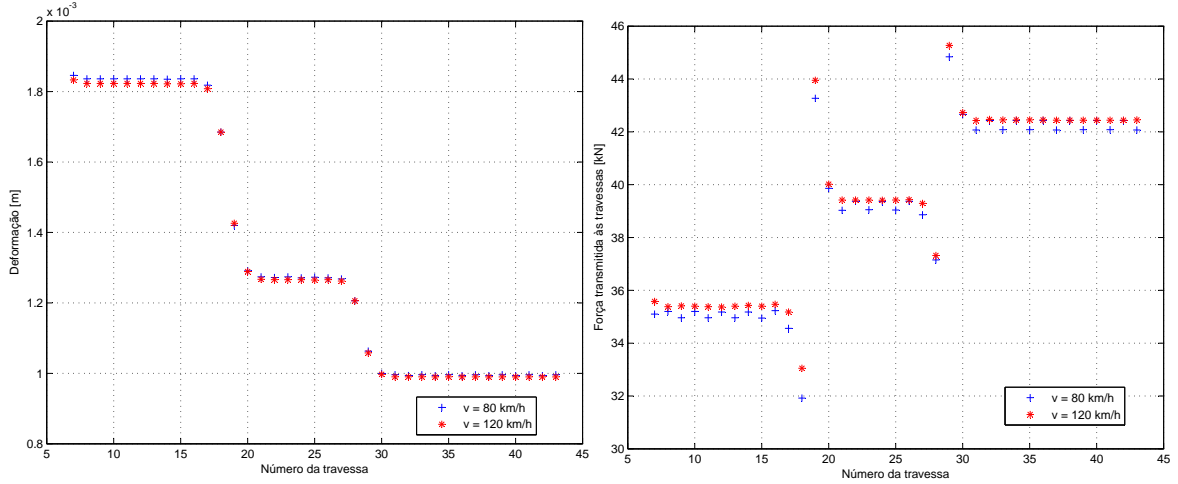 x 10⁻³
2
1.8
1.6
1.4
1.2
1
0.8
Deformação [m]
5 10 15 20 25 30 35 40 45
Número da travessa
v = 80 km/h
v = 120 km/h
46
44
42
40
38
36
34
32
30
Força transmitida às travessas [kN]
5 10 15 20 25 30 35 40 45
Número da travessa
v = 80 km/h
v = 120 km/h